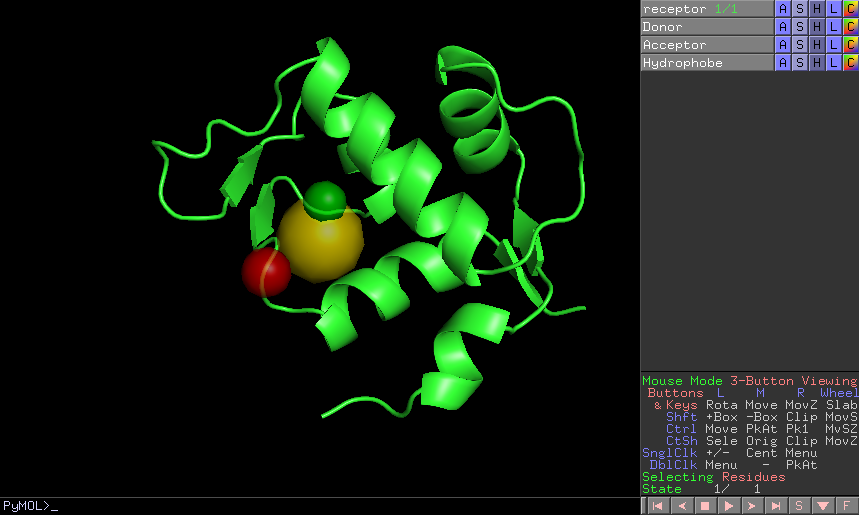 receptor 1/1 A S H L C
Donor A S H L C
Acceptor A S H L C
Hydrophobe A S H L C
Mouse Mode 3-Button Viewing
Buttons L M R Wheel
& Keys Rota Move MovZ Slab
Shft +Box -Box Clip MovS
Ctrl Move PkAt Pk1 MvSZ
CtSh Sele Orig Clip MovZ
SnglClk +/- Cent Menu
DblClk Menu - PkAt
Selecting Residues
State 1/ 1
PyMOL>_ S F